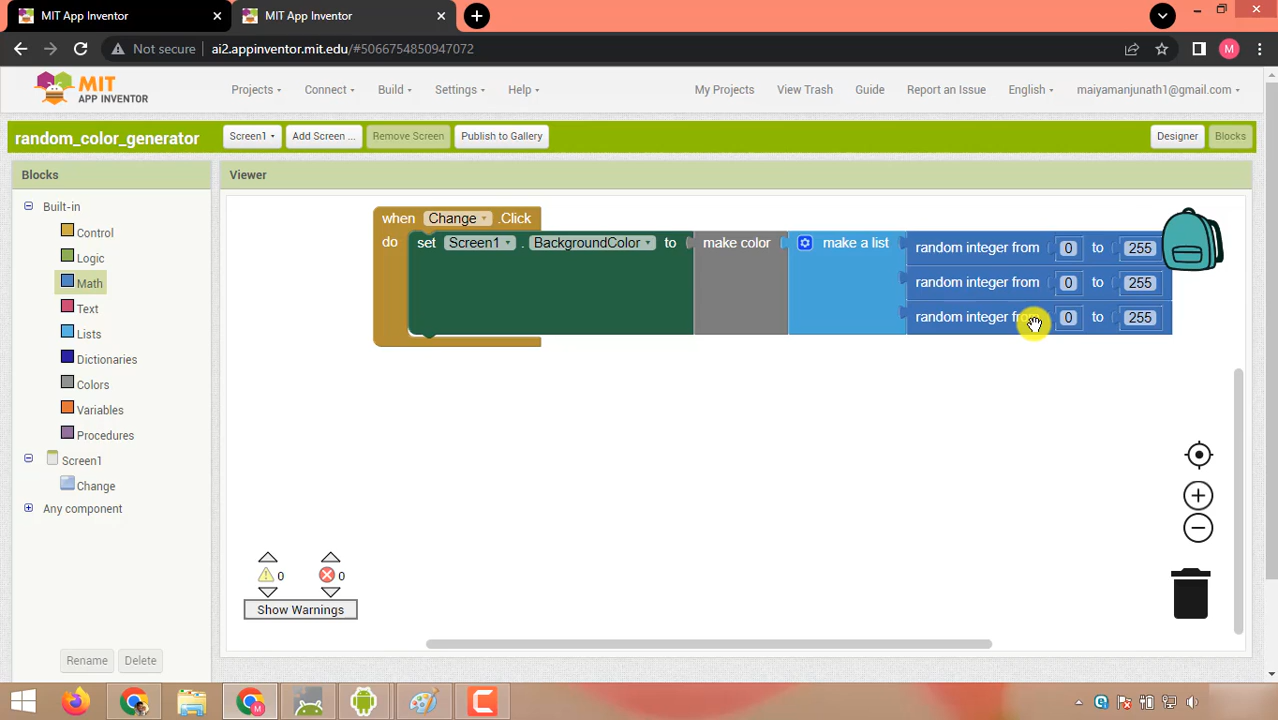 MIT App Inventor
MIT App Inventor
Not secure
ai2.appinventor.mit.edu/#5066754850947072
M
MIT
APP INVENTOR
Projects
Connect
Build
Settings
Help
My Projects
View Trash
Guide
Report an Issue
English
maiyamanjunath1@gmail.com
random_color_generator
Screen1
Add Screen ...
Remove Screen
Publish to Gallery
Designer
Blocks
Blocks
Viewer
Built-in
Control
Logic
Math
Text
Lists
Dictionaries
Colors
Variables
Procedures
Screen1
Change
Any component
Rename
Delete
when Change .Click
do set Screen1 . BackgroundColor to make color make a list random integer from 0 to 255
random integer from 0 to 255
random integer from 0 to 255
0 0
Show Warnings